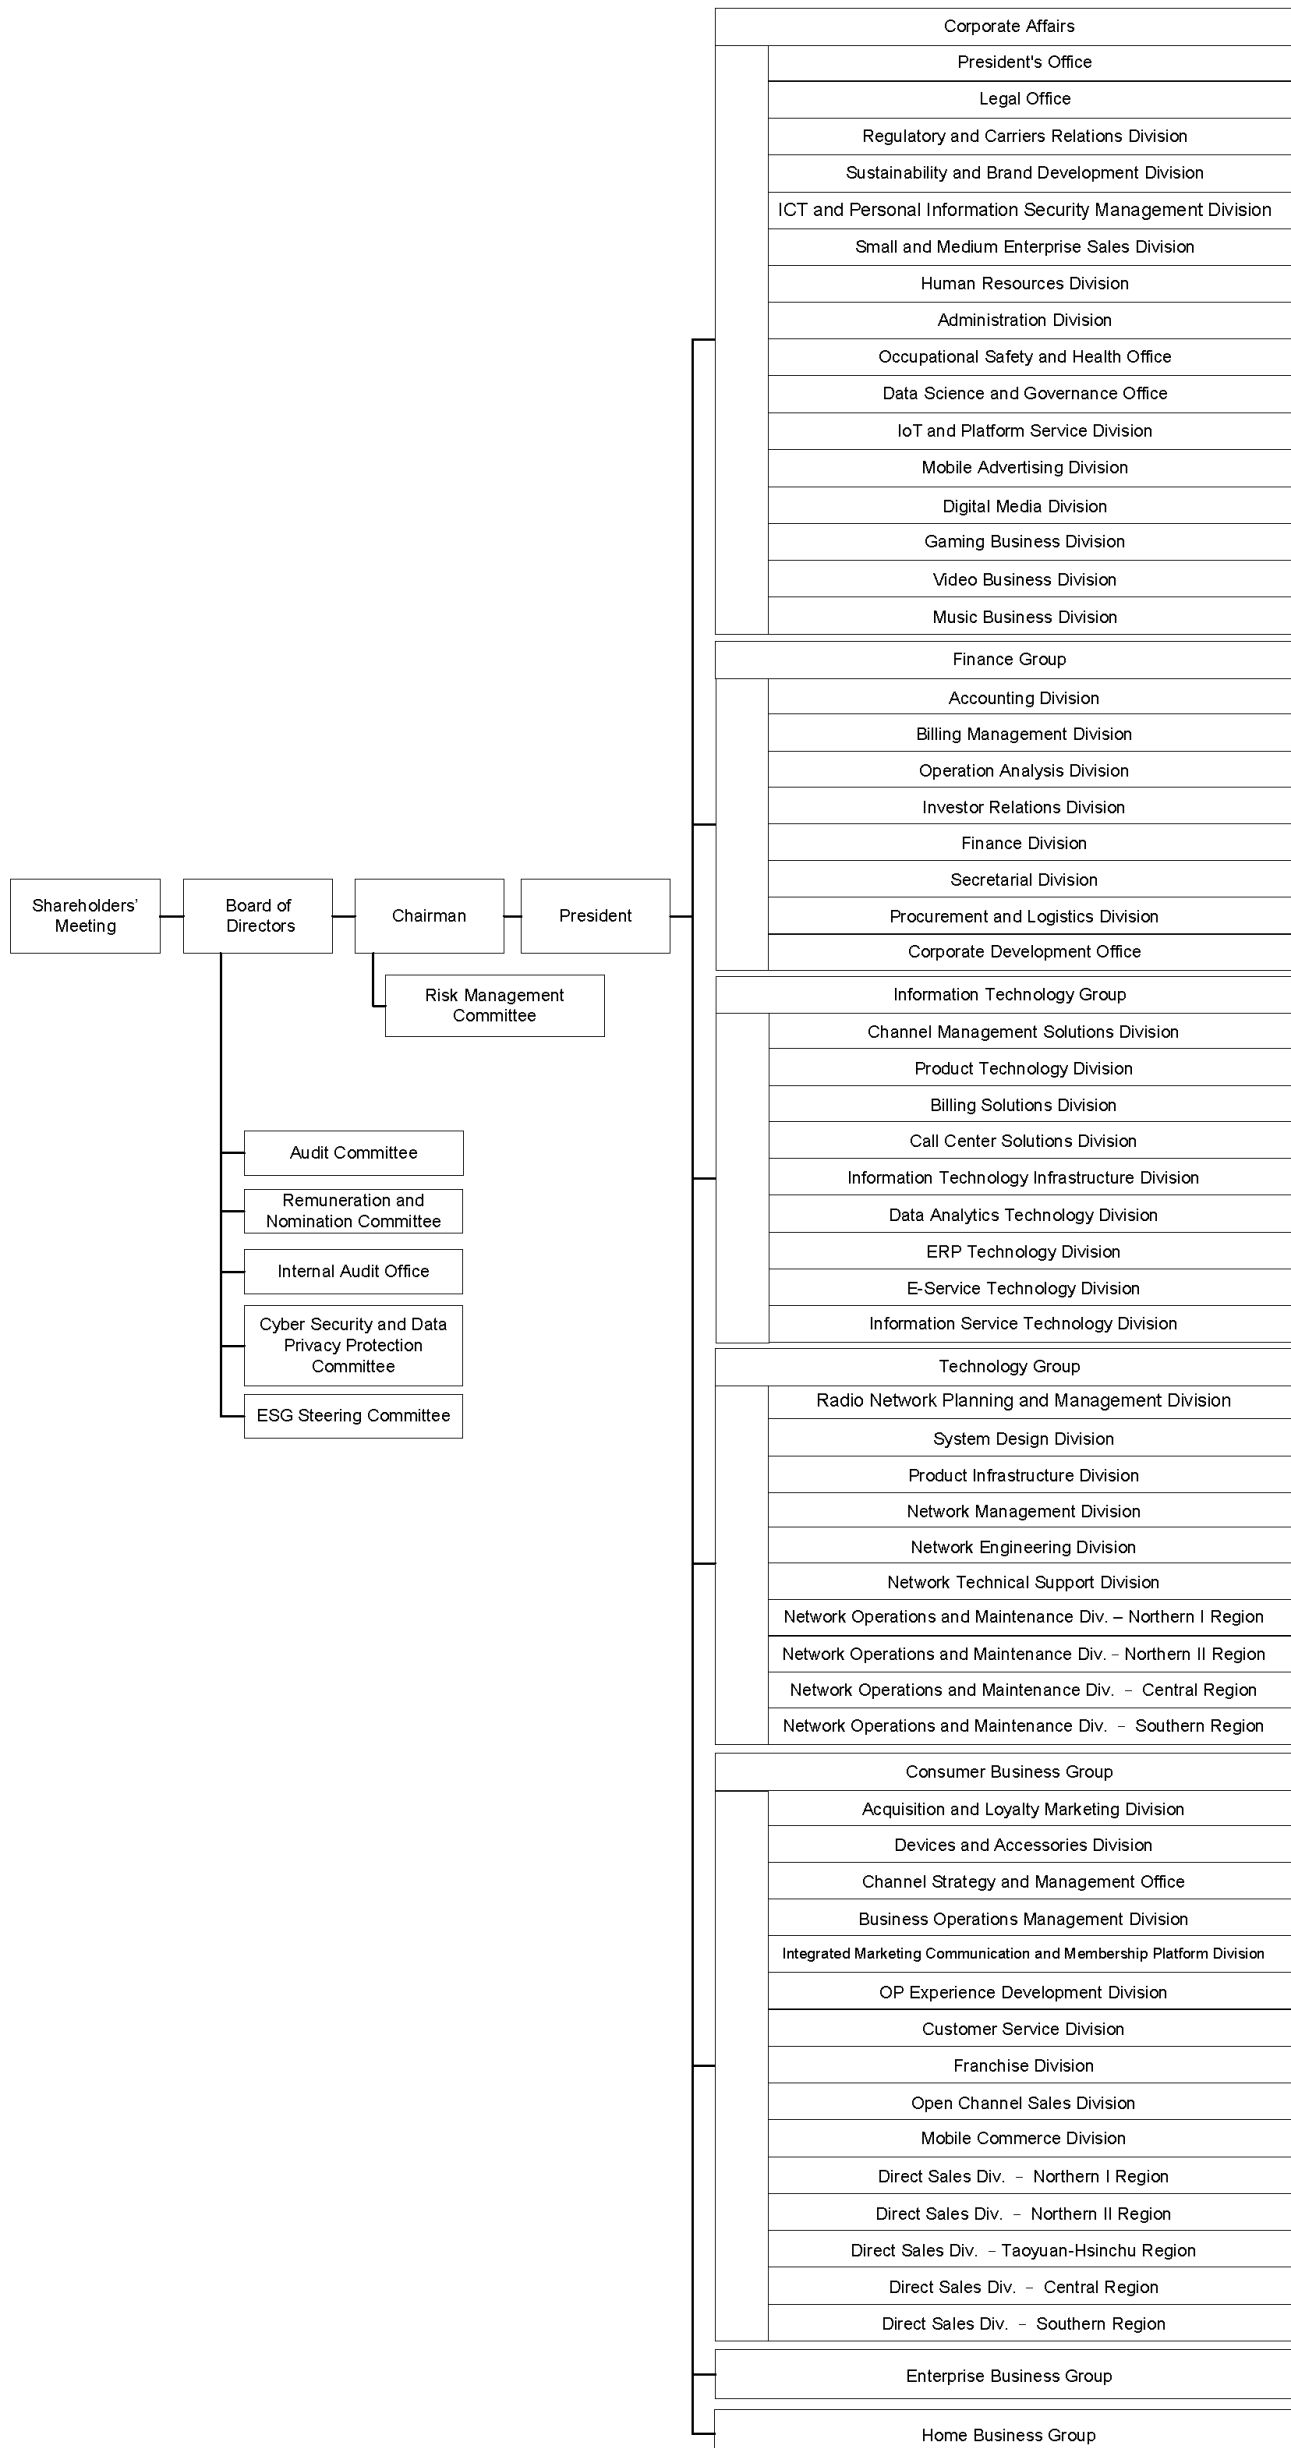 Shareholders'
Meeting
Board of
Directors
Chairman
President
Risk Management
Committee
Audit Committee
Remuneration and
Nomination Committee
Internal Audit Office
Cyber Security and Data
Privacy Protection
Committee
ESG Steering Committee
Corporate Affairs
President's Office
Legal Office
Regulatory and Carriers Relations Division
Sustainability and Brand Development Division
ICT and Personal Information Security Management Division
Small and Medium Enterprise Sales Division
Human Resources Division
Administration Division
Occupational Safety and Health Office
Data Science and Governance Office
IoT and Platform Service Division
Mobile Advertising Division
Digital Media Division
Gaming Business Division
Video Business Division
Music Business Division
Finance Group
Accounting Division
Billing Management Division
Operation Analysis Division
Investor Relations Division
Finance Division
Secretarial Division
Procurement and Logistics Division
Corporate Development Office
Information Technology Group
Channel Management Solutions Division
Product Technology Division
Billing Solutions Division
Call Center Solutions Division
Information Technology Infrastructure Division
Data Analytics Technology Division
ERP Technology Division
E-Service Technology Division
Information Service Technology Division
Technology Group
Radio Network Planning and Management Division
System Design Division
Product Infrastructure Division
Network Management Division
Network Engineering Division
Network Technical Support Division
Network Operations and Maintenance Div. – Northern I Region
Network Operations and Maintenance Div. – Northern II Region
Network Operations and Maintenance Div. – Central Region
Network Operations and Maintenance Div. – Southern Region
Consumer Business Group
Acquisition and Loyalty Marketing Division
Devices and Accessories Division
Channel Strategy and Management Office
Business Operations Management Division
Integrated Marketing Communication and Membership Platform Division
OP Experience Development Division
Customer Service Division
Franchise Division
Open Channel Sales Division
Mobile Commerce Division
Direct Sales Div. – Northern I Region
Direct Sales Div. – Northern II Region
Direct Sales Div. – Taoyuan-Hsinchu Region
Direct Sales Div. – Central Region
Direct Sales Div. – Southern Region
Enterprise Business Group
Home Business Group